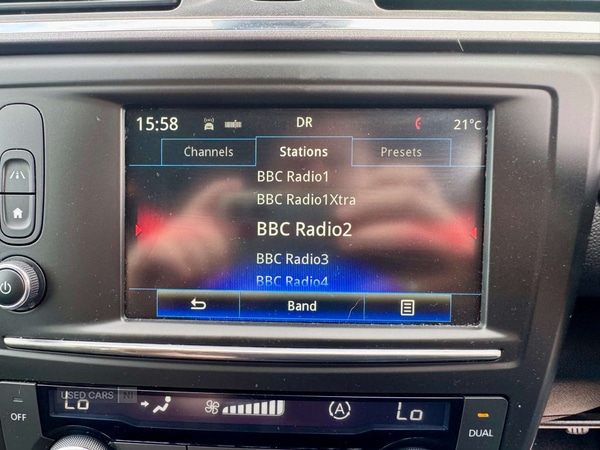 15:58 DR 21°C
Channels Stations Presets
BBC Radio1
BBC Radio1Xtra
BBC Radio2
BBC Radio3
BBC Radio4
Band
USED CARS NI
Lo A Lo
OFF
DUAL